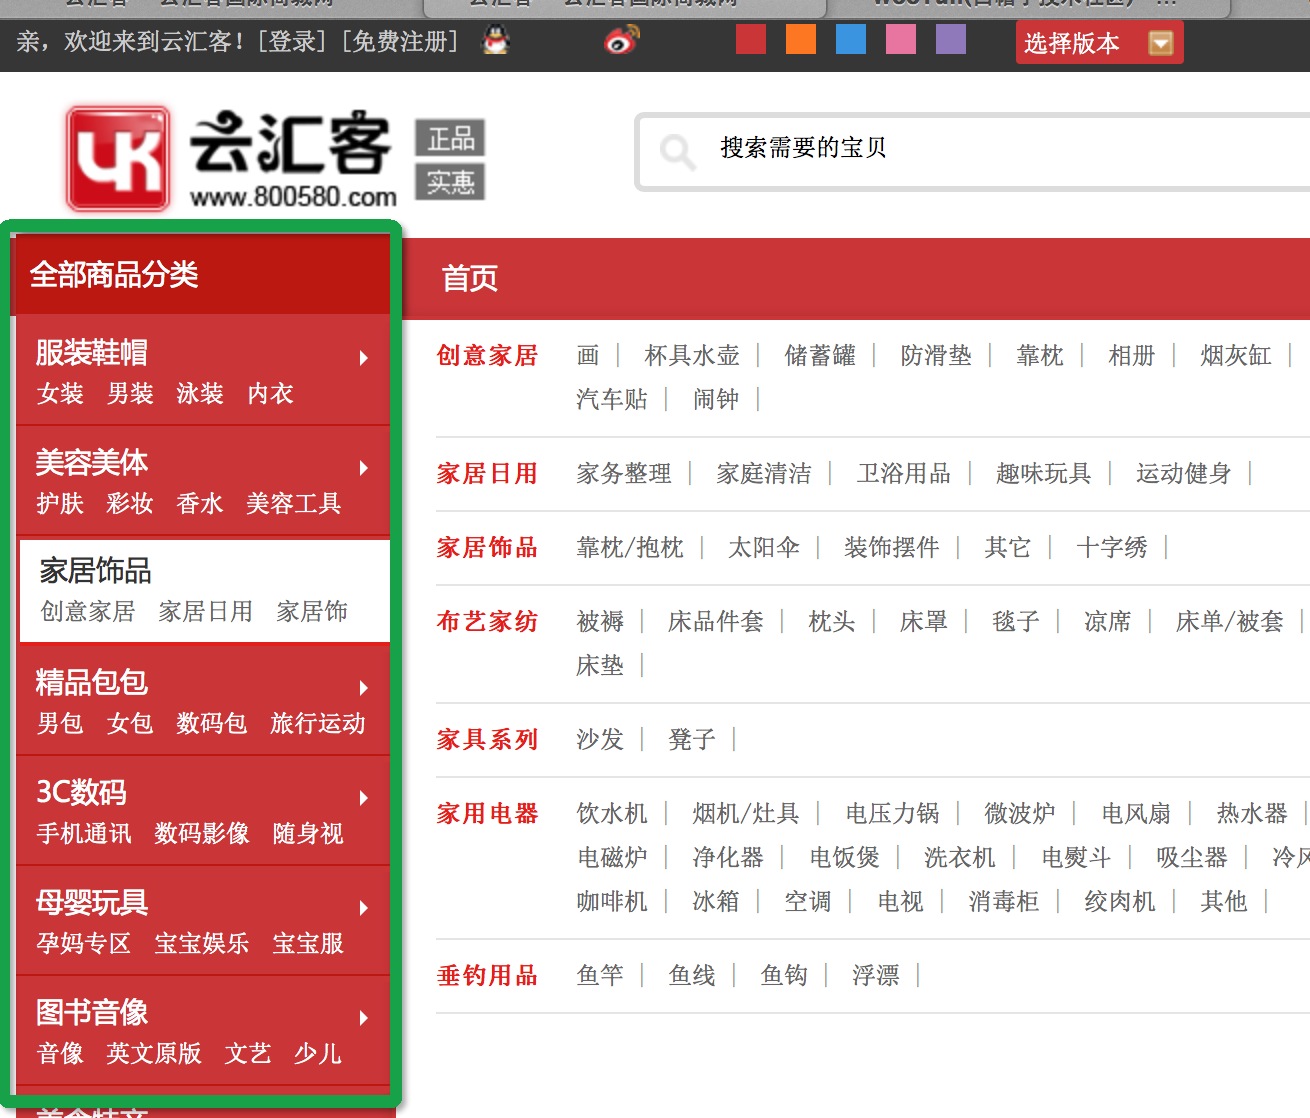 亲，欢迎来到云汇客！[登录] [免费注册]
选择版本
云汇客
正品
www.800580.com
实惠
搜索需要的宝贝
全部商品分类
首页
服装鞋帽
女装 男装 泳装 内衣
美容美体
护肤 彩妆 香水 美容工具
家居饰品
创意家居 家居日用 家居饰
精品包包
男包 女包 数码包 旅行运动
3C数码
手机通讯 数码影像 随身视
母婴玩具
孕妈专区 宝宝娱乐 宝宝服
图书音像
音像 英文原版 文艺 少儿
创意家居 画 | 杯具水壶 | 储蓄罐 | 防滑垫 | 靠枕 | 相册 | 烟灰缸 |
汽车贴 | 闹钟 |
家居日用 家务整理 | 家庭清洁 | 卫浴用品 | 趣味玩具 | 运动健身 |
家居饰品 靠枕/抱枕 | 太阳伞 | 装饰摆件 | 其它 | 十字绣 |
布艺家纺 被褥 | 床品件套 | 枕头 | 床罩 | 毯子 | 凉席 | 床单/被套 |
床垫 |
家具系列 沙发 | 凳子 |
家用电器 饮水机 | 烟机/灶具 | 电压力锅 | 微波炉 | 电风扇 | 热水器 |
电磁炉 | 净化器 | 电饭煲 | 洗衣机 | 电熨斗 | 吸尘器 | 冷风
咖啡机 | 冰箱 | 空调 | 电视 | 消毒柜 | 绞肉机 | 其他 |
垂钓用品 鱼竿 | 鱼线 | 鱼钩 | 浮漂 |